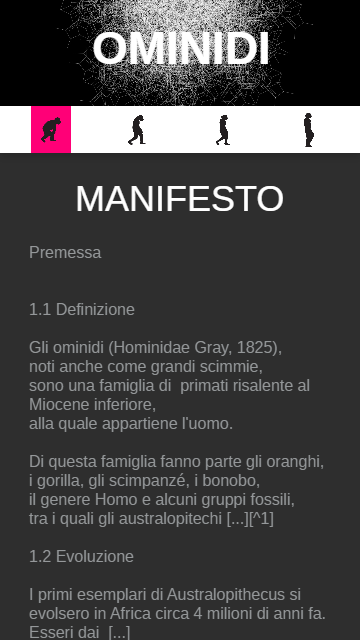 OMINIDI
MANIFESTO
Premessa
1.1 Definizione
Gli ominidi (Hominidae Gray, 1825),
noti anche come grandi scimmie,
sono una famiglia di  primati risalente al
Miocene inferiore,
alla quale appartiene l'uomo.
Di questa famiglia fanno parte gli oranghi,
i gorilla, gli scimpanzé, i bonobo,
il genere Homo e alcuni gruppi fossili,
tra i quali gli australopitechi [...][^1]
1.2 Evoluzione
I primi esemplari di Australopithecus si
evolsero in Africa circa 4 milioni di anni fa.
Esseri dai  [...]